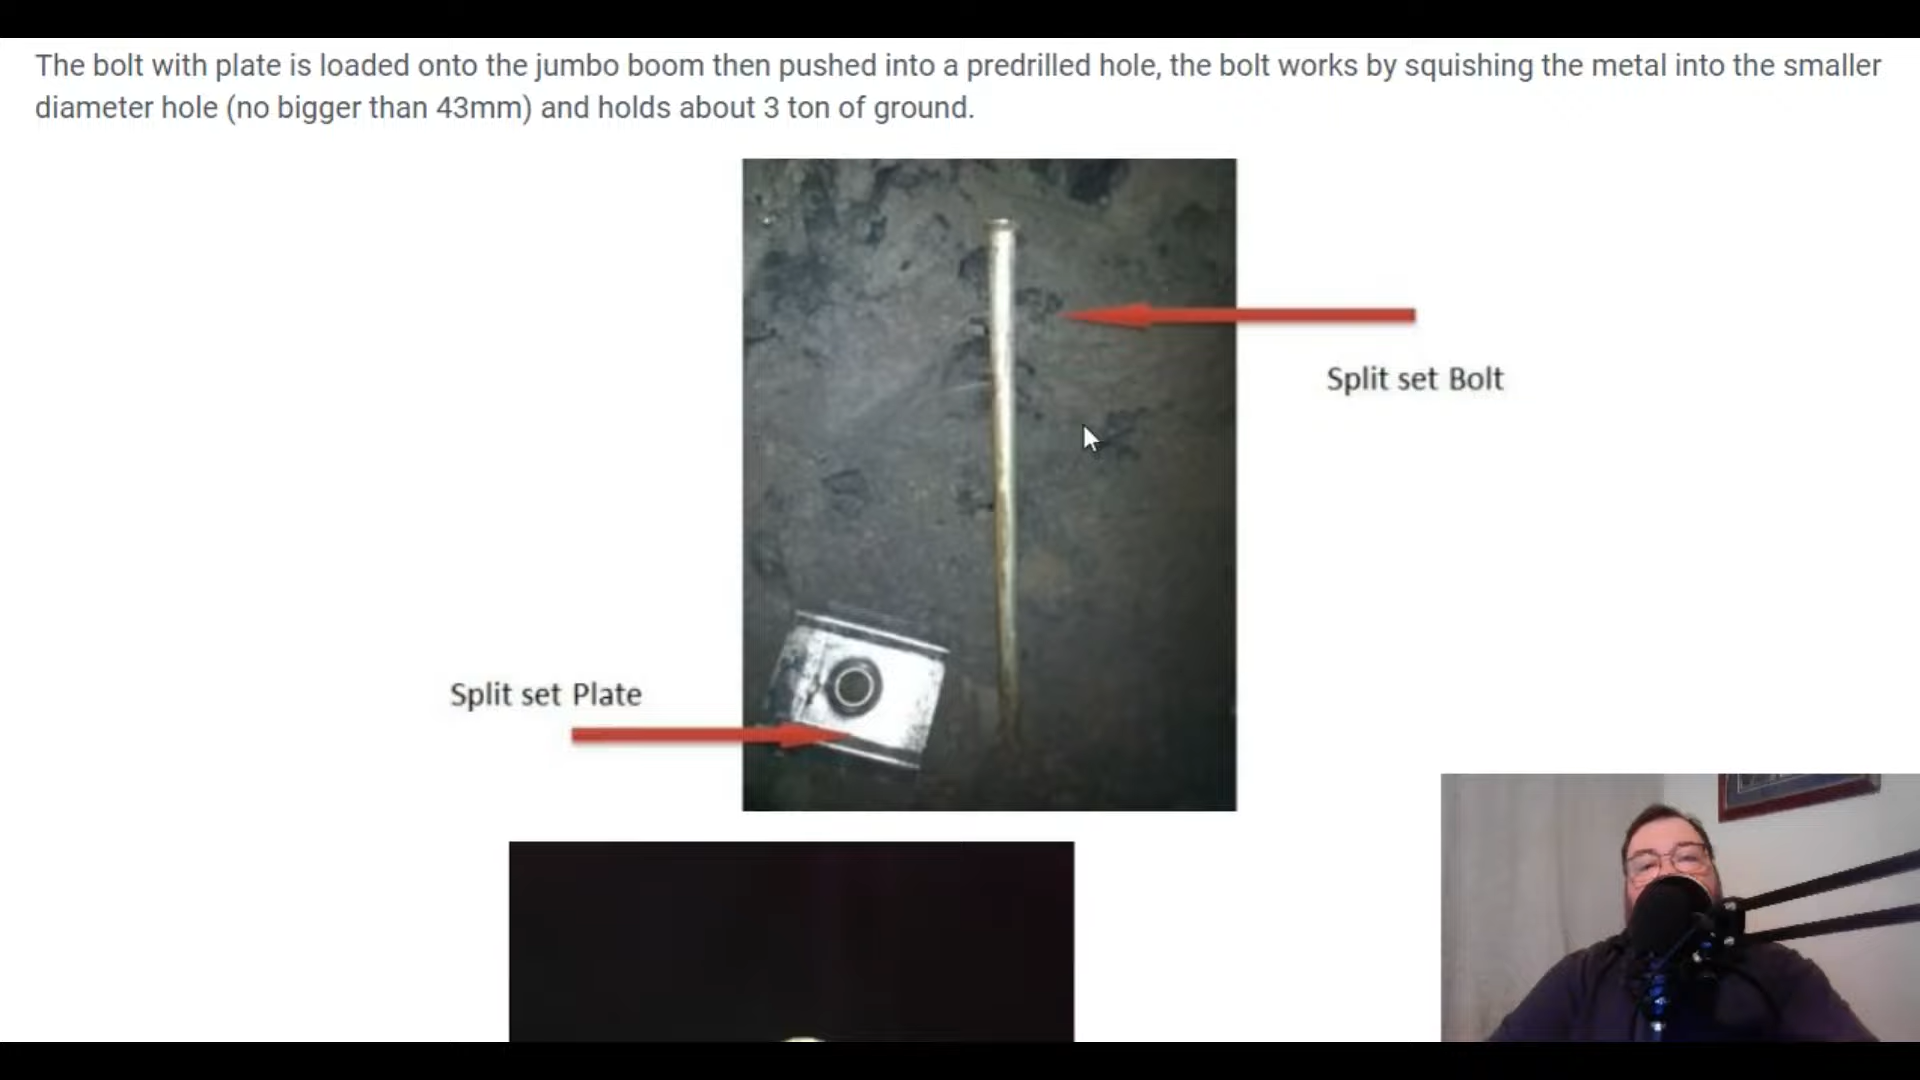 The bolt with plate is loaded onto the jumbo boom then pushed into a predrilled hole, the bolt works by squishing the metal into the smaller
diameter hole (no bigger than 43mm) and holds about 3 ton of ground.
Split set Bolt
Split set Plate